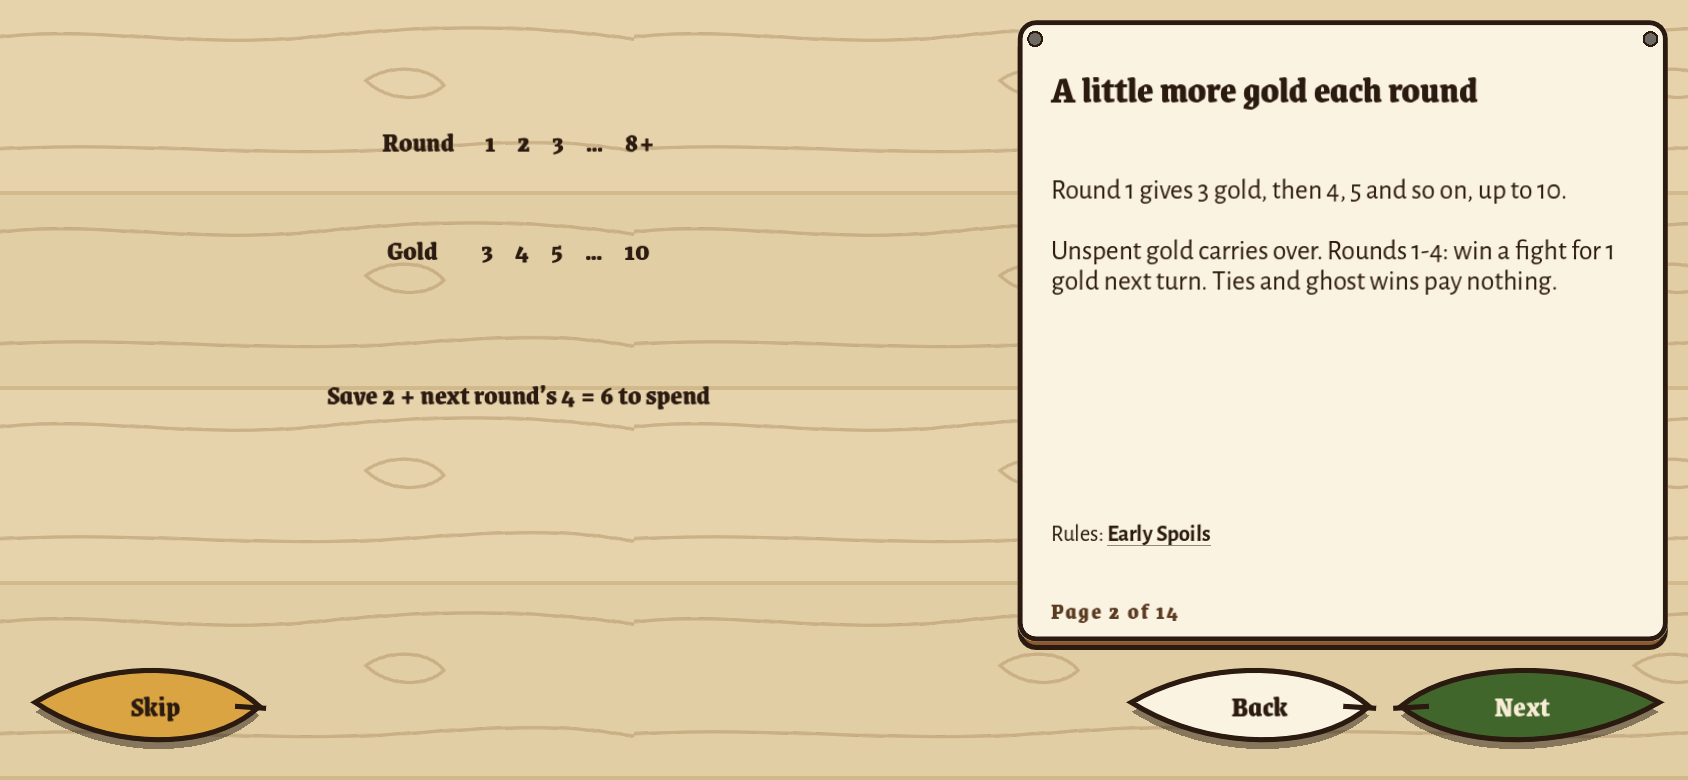 Round 1 2 3 ... 8+
Gold 3 4 5 ... 10
Save 2 + next round's 4 = 6 to spend
A little more gold each round
Round 1 gives 3 gold, then 4, 5 and so on, up to 10.
Unspent gold carries over. Rounds 1-4: win a fight for 1
gold next turn. Ties and ghost wins pay nothing.
Rules: Early Spoils
Page 2 of 14
Skip
Back
Next